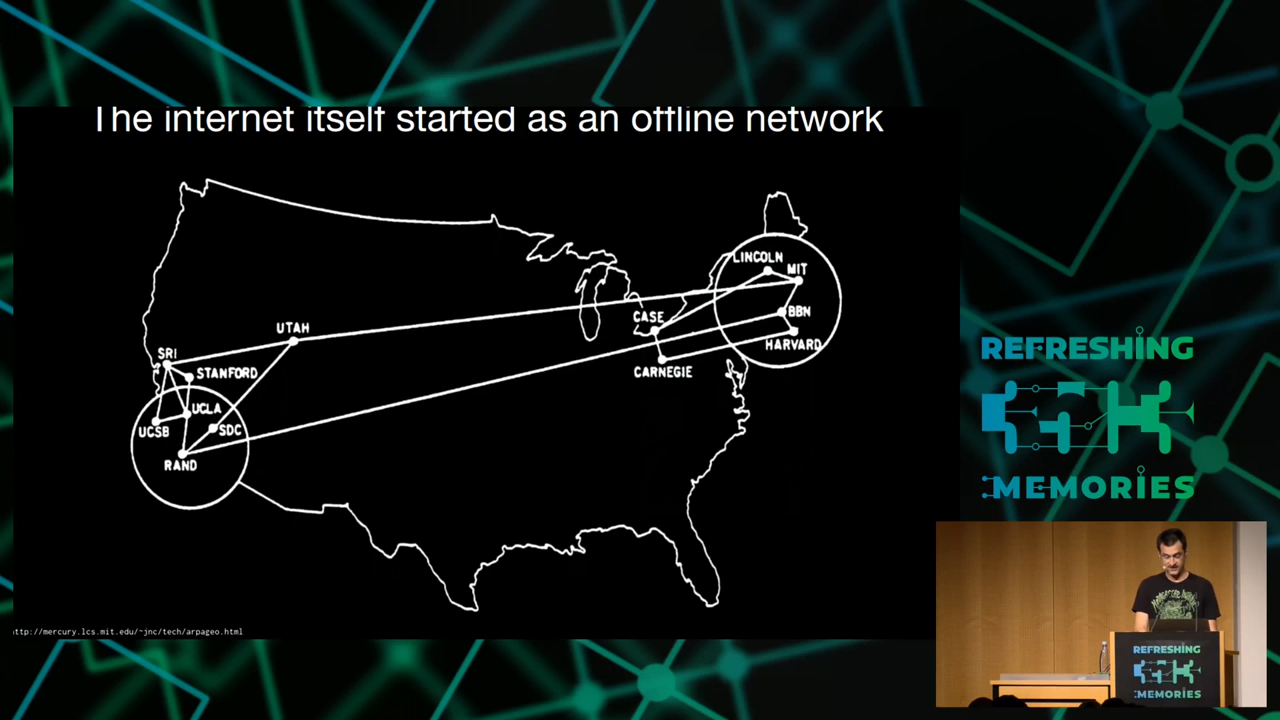 The internet itself started as an offline network
LINCOLN
MIT
CASE
BBN
UTAH
HARVARD
SRI
STANFORD
CARNEGIE
UCLA
UCSB
SDC
RAND
http://mercury.lcs.mit.edu/~jnc/tech/arpageo.html
REFRESHING
MEMORIES
REFRESHING
MEMORIES